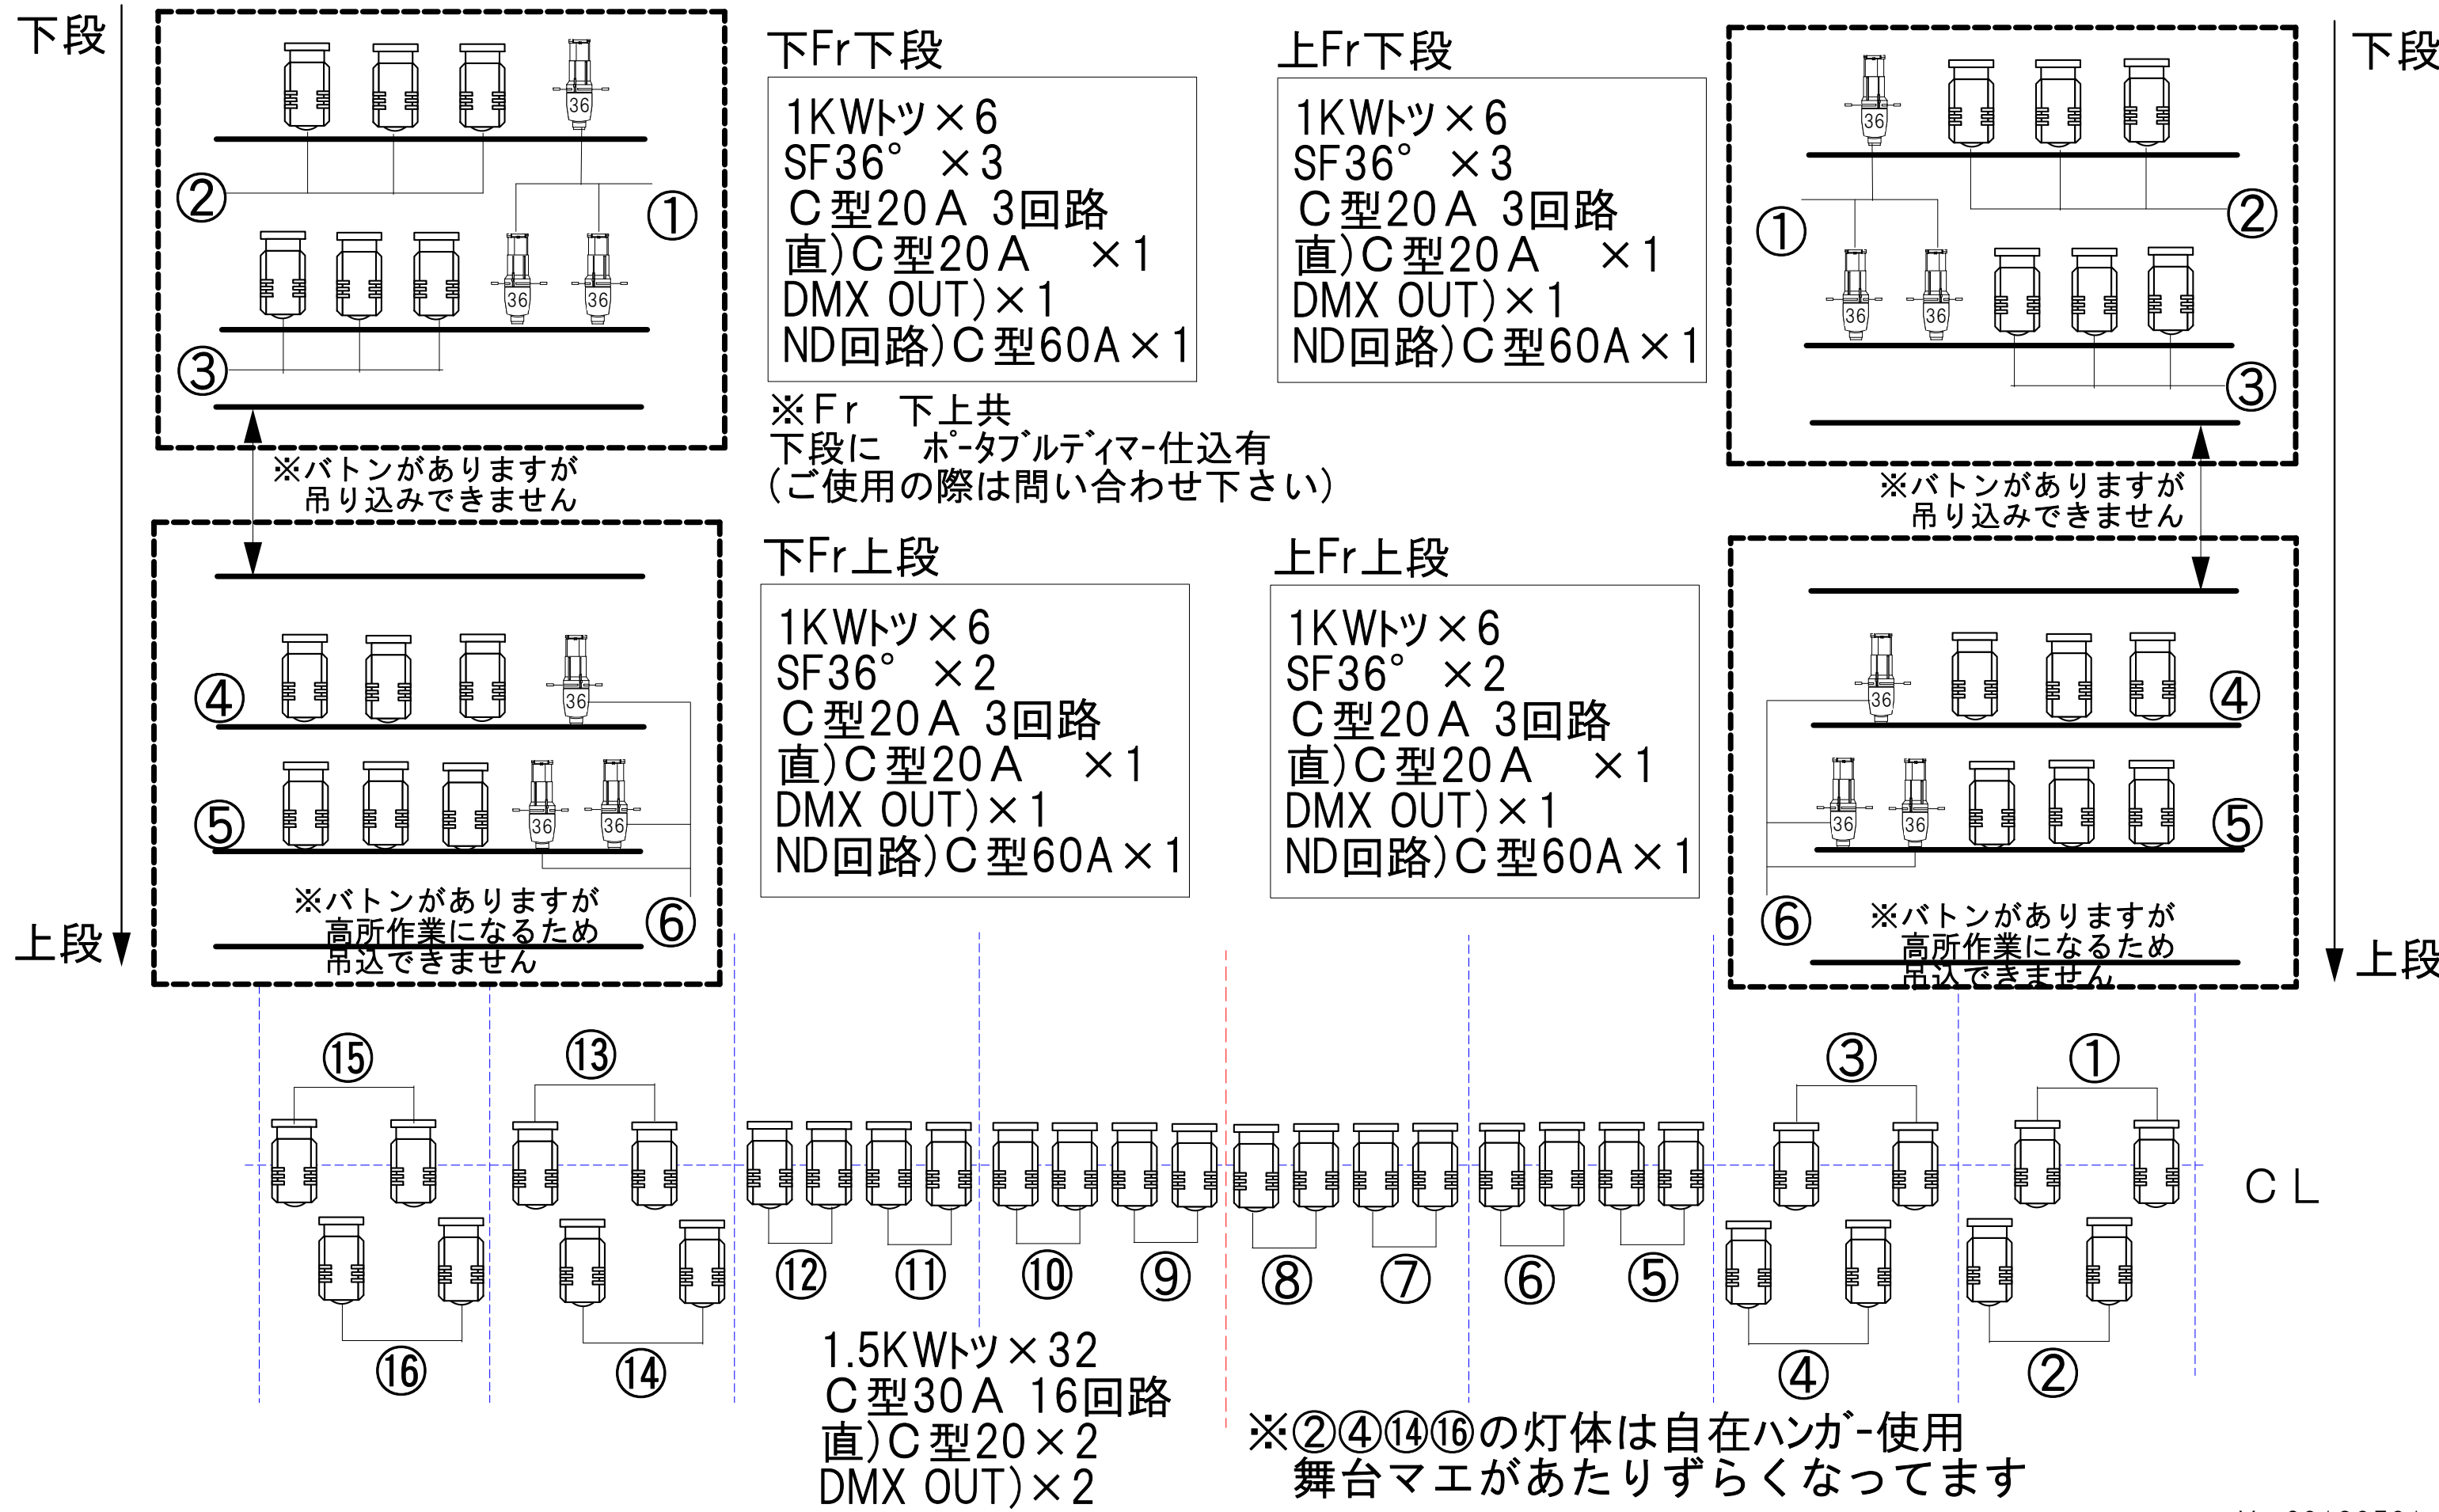 下段
②
①
③
36
36
36
※バトンがありますが
吊り込みできません
下Fr下段
1KWトツ×6
SF36° ×3
C型20A 3回路
直)C型20A ×1
DMX OUT)×1
ND回路)C型60A×1
※Fr 下上共
下段に ポータブルディマー仕込有
(ご使用の際は問い合わせ下さい)
上Fr下段
1KWトツ×6
SF36° ×3
C型20A 3回路
直)C型20A ×1
DMX OUT)×1
ND回路)C型60A×1
下段
36
①
②
36
36
③
※バトンがありますが
吊り込みできません
④
36
⑤
36
36
⑥
※バトンがありますが
高所作業になるため
吊込できません
上段
下Fr上段
1KWトツ×6
SF36° ×2
C型20A 3回路
直)C型20A ×1
DMX OUT)×1
ND回路)C型60A×1
上Fr上段
1KWトツ×6
SF36° ×2
C型20A 3回路
直)C型20A ×1
DMX OUT)×1
ND回路)C型60A×1
36
④
36
36
⑤
⑥
※バトンがありますが
高所作業になるため
吊込できません
上段
⑮ ⑬ ③ ①
CL
⑫ ⑪ ⑩ ⑨ ⑧ ⑦ ⑥ ⑤
⑯ ⑭ ④ ②
1.5KWトツ×32
C型30A 16回路
直)C型20×2
DMX OUT)×2
※②④⑭⑯の灯体は自在ハンガー使用
舞台マエがあたりずらくなってます